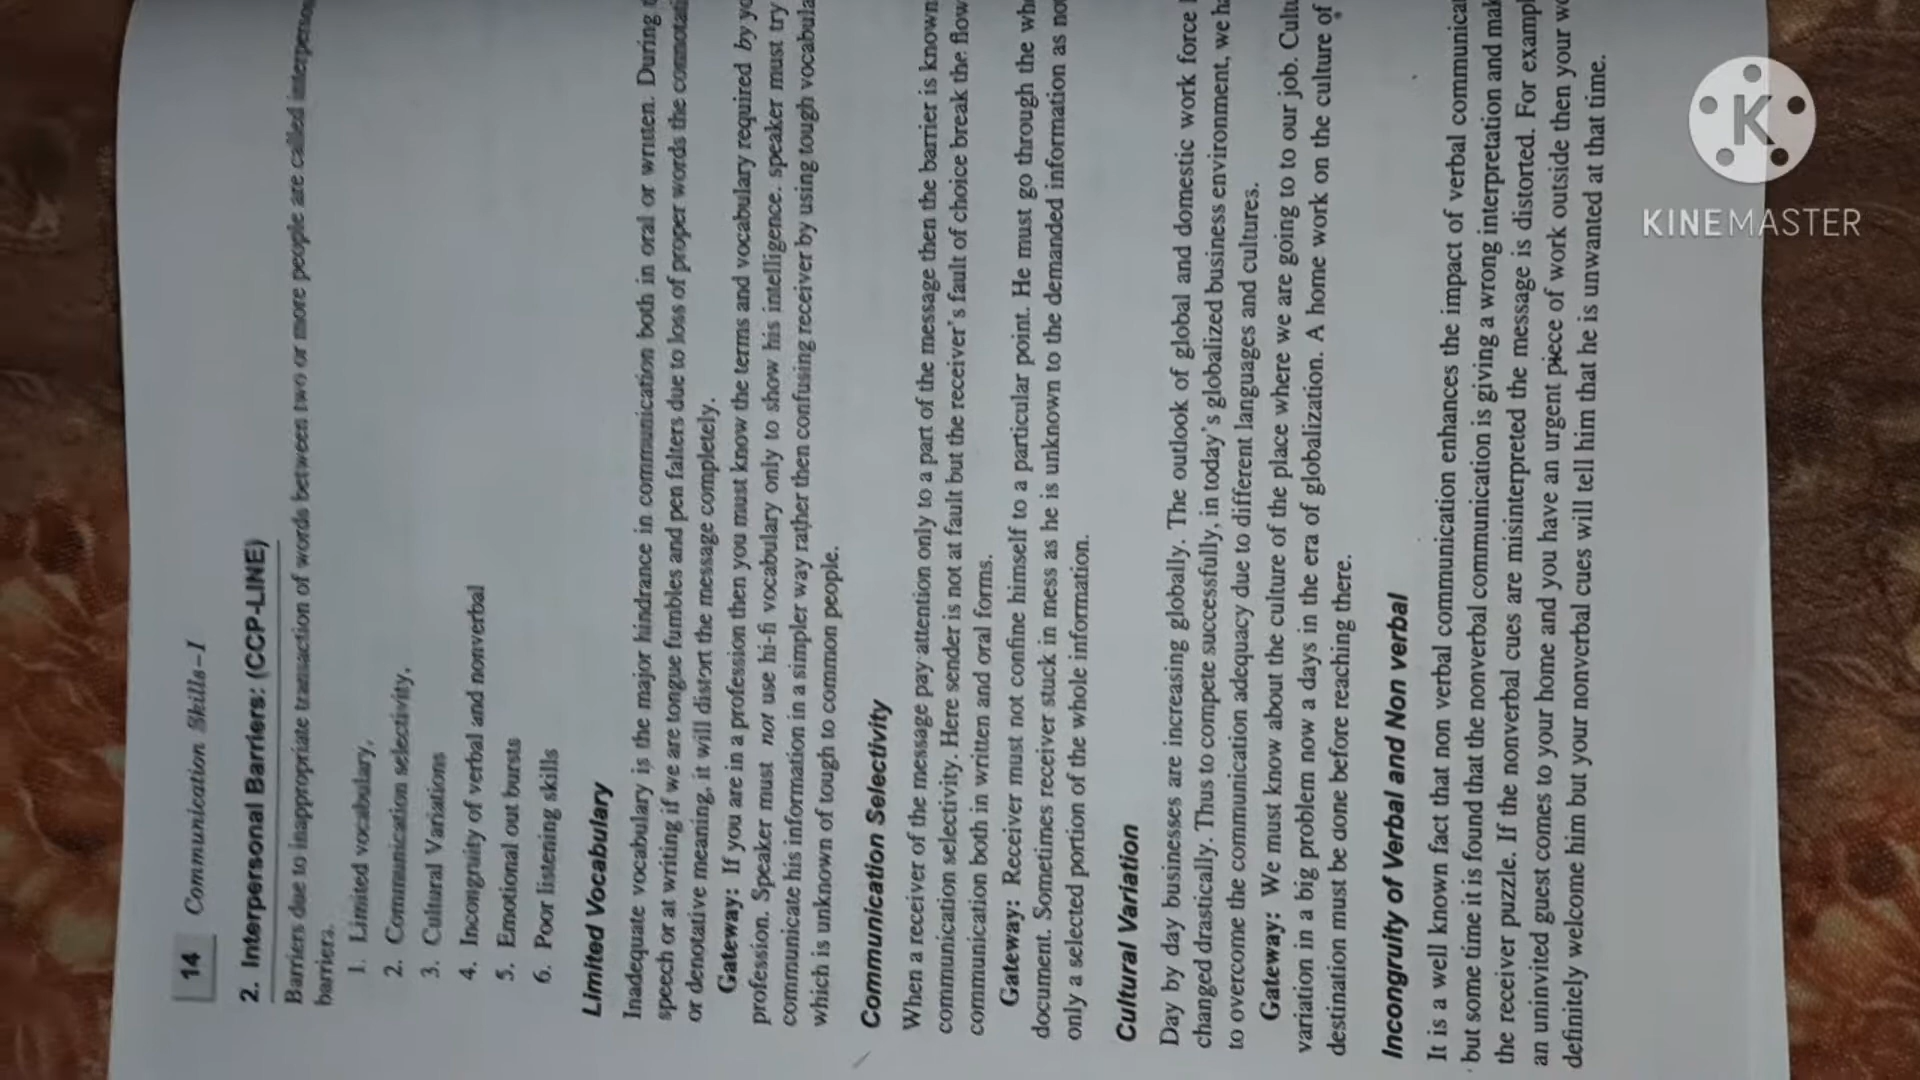 14 Communication Skills-I
2. Interpersonal Barriers: (CCP-LINE)
Barriers due to inappropriate transaction of words between two or more people are called
barriers.
1. Limited vocabulary.
2. Communication selectivity.
3. Cultural Variations
4. Incongruity of verbal and nonverbal
5. Emotional out bursts
6. Poor listening skills
Limited Vocabulary
Inadequate vocabulary is the major hindrance in communication both in oral or written. During
speech or at writing if we are tongue fumbles and pen falters due to loss of proper words the
or denotative meaning, it will distort the message completely.
Gateway: If you are in a profession then you must know the terms and vocabulary required by
profession. Speaker must not use hi-fi vocabulary only to show his intelligence. speaker must try
communicate his information in a simpler way rather then confusing receiver by using tough
which is unknown of tough to common people.
Communication Selectivity
When a receiver of the message pay attention only to a part of the message then the barrier is known
communication selectivity. Here sender is not at fault but the receiver's fault of choice break the flow
communication both in written and oral forms.
Gateway: Receiver must not confine himself to a particular point. He must go through the
document. Sometimes receiver stuck in mess as he is unknown to the demanded information as
only a selected portion of the whole information.
Cultural Variation
Day by day businesses are increasing globally. The outlook of global and domestic work force
changed drastically. Thus to compete successfully, in today's globalized business environment, we
to overcome the communication adequacy due to different languages and cultures.
Gateway: We must know about the culture of the place where we are going to to our job.
variation in a big problem now a days in the era of globalization. A home work on the culture of
destination must be done before reaching there.
Incongruity of Verbal and Non verbal
It is a well known fact that non verbal communication enhances the impact of verbal
but some time it is found that the nonverbal communication is giving a wrong interpretation and
the receiver puzzle. If the nonverbal cues are misinterpreted the message is distorted. For
an uninvited guest comes to your home and you have an urgent piece of work outside then your
definitely welcome him but your nonverbal cues will tell him that he is unwanted at that time.
K
KINEMASTER